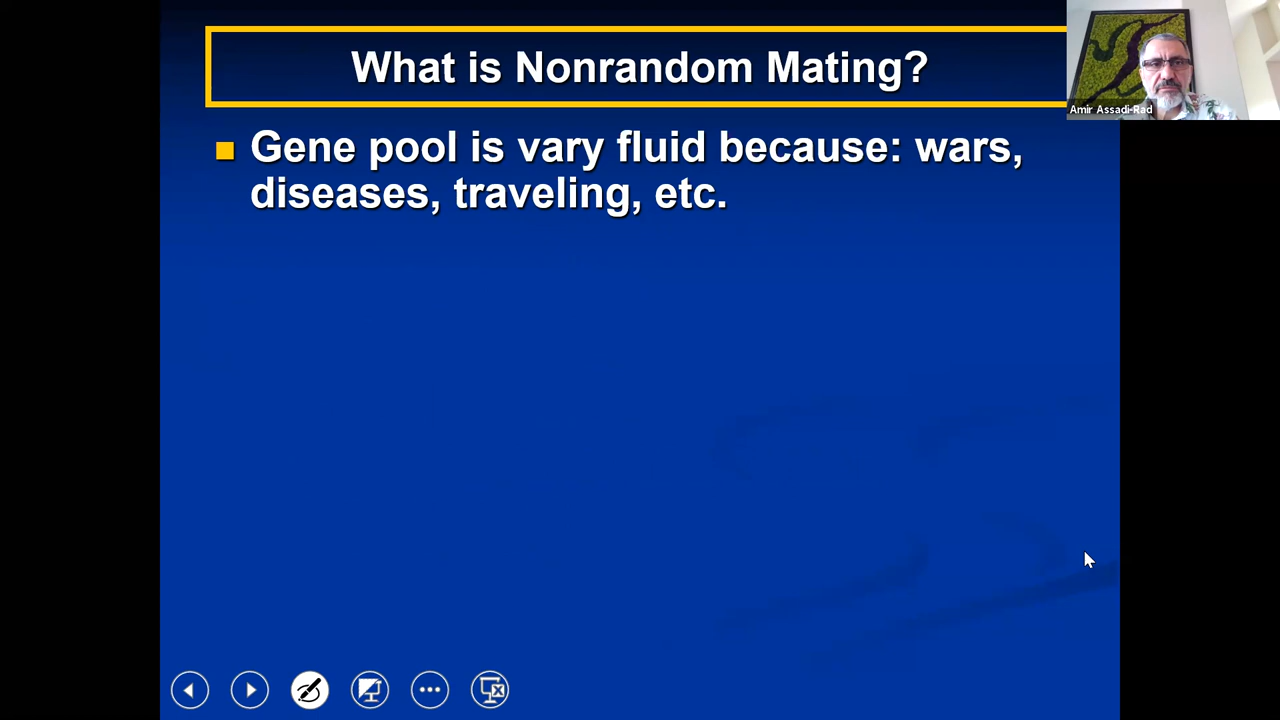 What is Nonrandom Mating?
Amir Assadi-Rad
Gene pool is vary fluid because: wars,
diseases, traveling, etc.